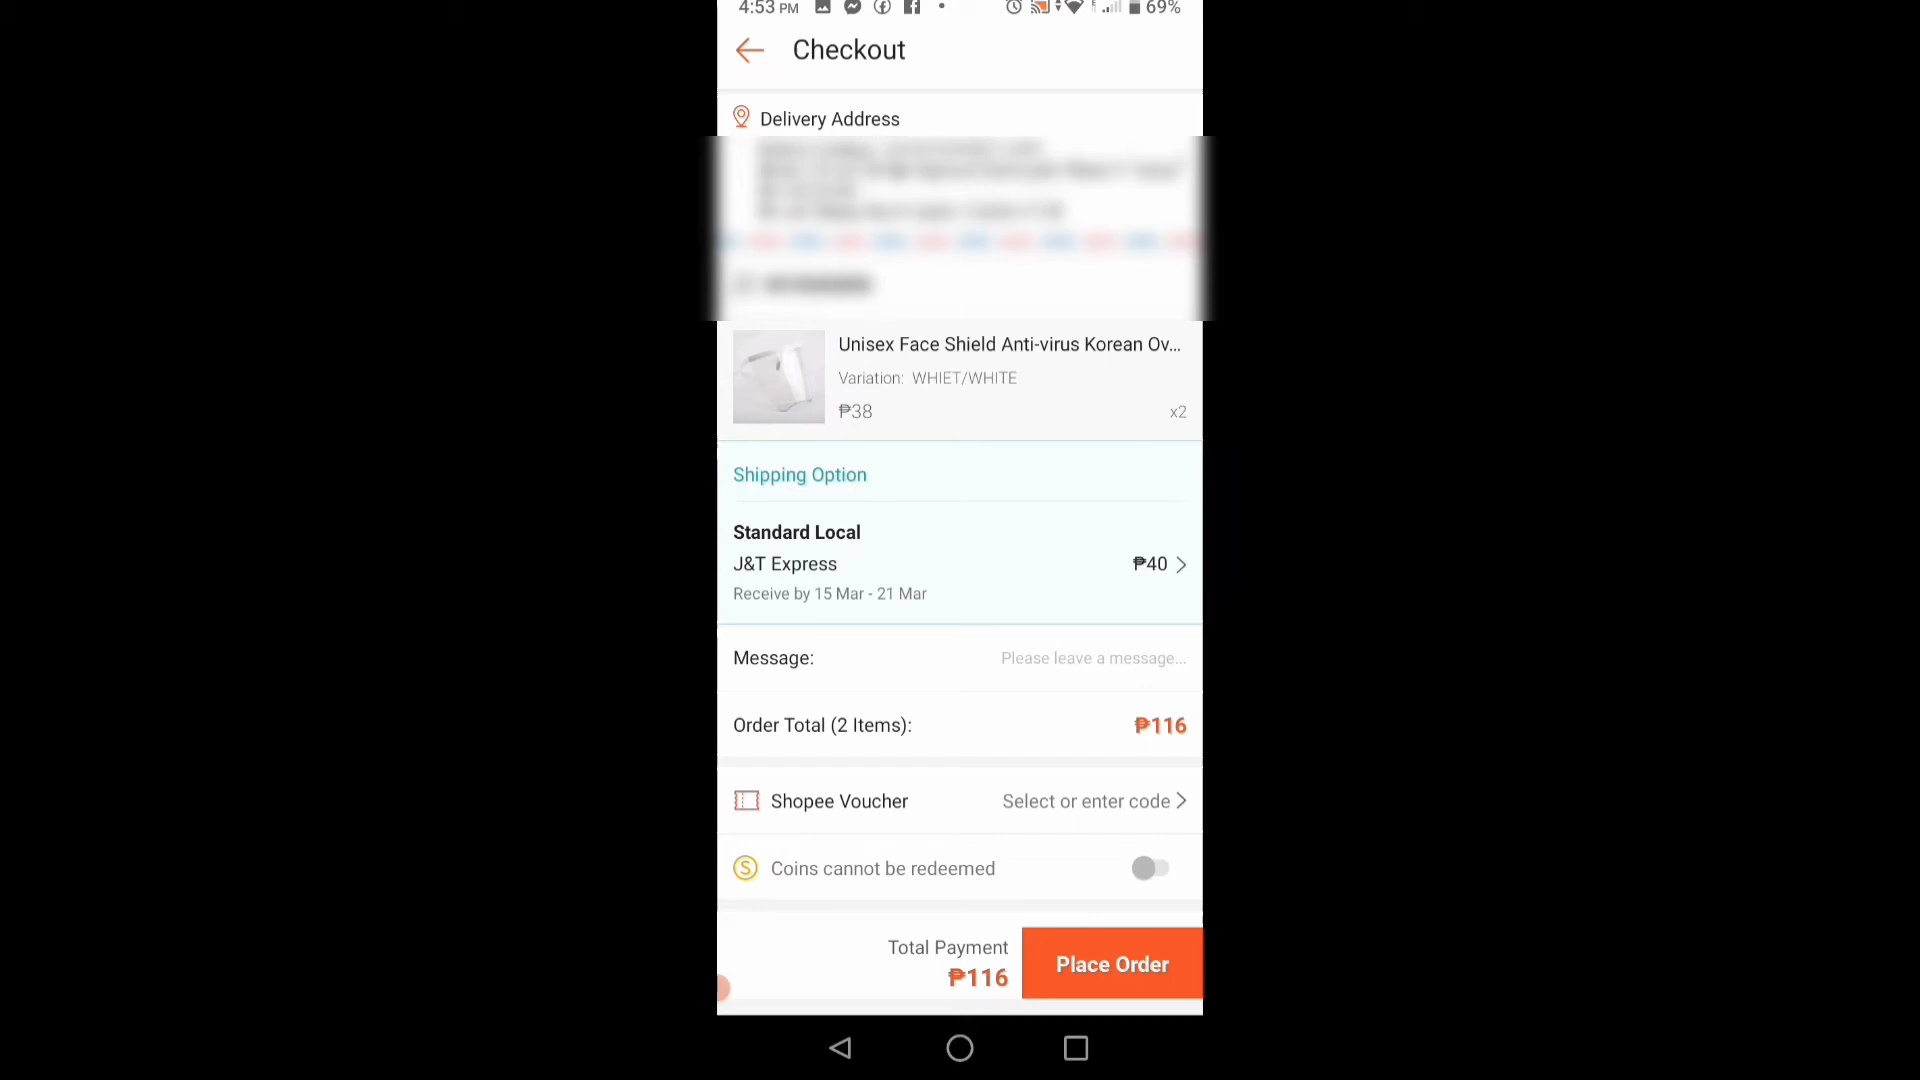 4:53 PM
69%
Checkout
Delivery Address
Unisex Face Shield Anti-virus Korean Ov...
Variation: WHIET/WHITE
₱38
x2
Shipping Option
Standard Local
J&T Express
₱40
Receive by 15 Mar - 21 Mar
Message:
Please leave a message...
Order Total (2 Items):
₱116
Shopee Voucher
Select or enter code
Coins cannot be redeemed
Total Payment
₱116
Place Order